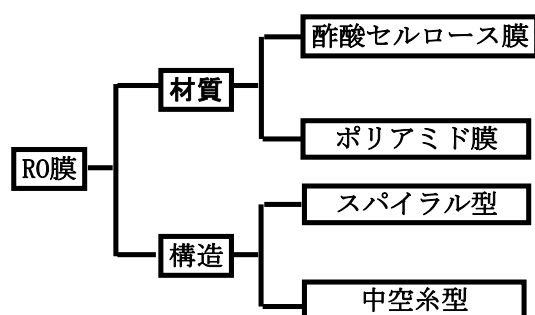 酢酸セルロース膜
材質
ポリアミド膜
RO膜
スパイラル型
構造
中空糸型